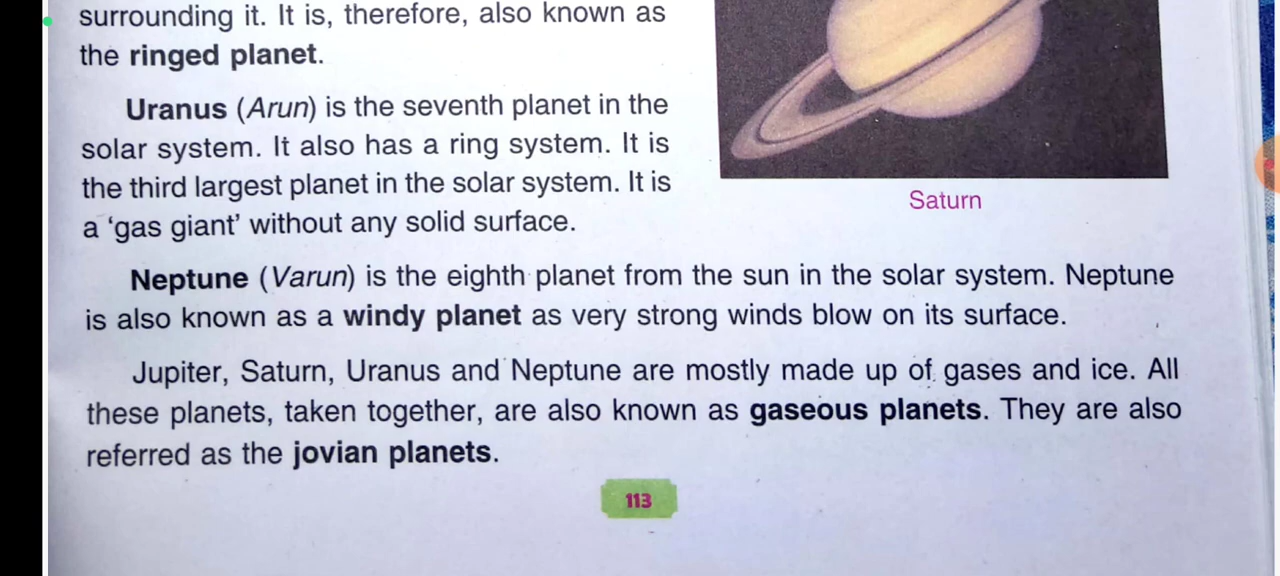 surrounding it. It is, therefore, also known as
the ringed planet.
Uranus (Arun) is the seventh planet in the
solar system. It also has a ring system. It is
the third largest planet in the solar system. It is
a ‘gas giant’ without any solid surface.
Saturn
Neptune (Varun) is the eighth planet from the sun in the solar system. Neptune
is also known as a windy planet as very strong winds blow on its surface.
Jupiter, Saturn, Uranus and Neptune are mostly made up of gases and ice. All
these planets, taken together, are also known as gaseous planets. They are also
referred as the jovian planets.
113